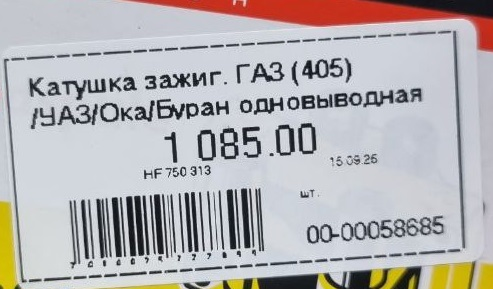 Катушка зажиг. ГАЗ (405)
/УАЗ/Ока/Буран одновыводная
1 085.00
HF 750 313
15.09.25
шт.
00-00058685